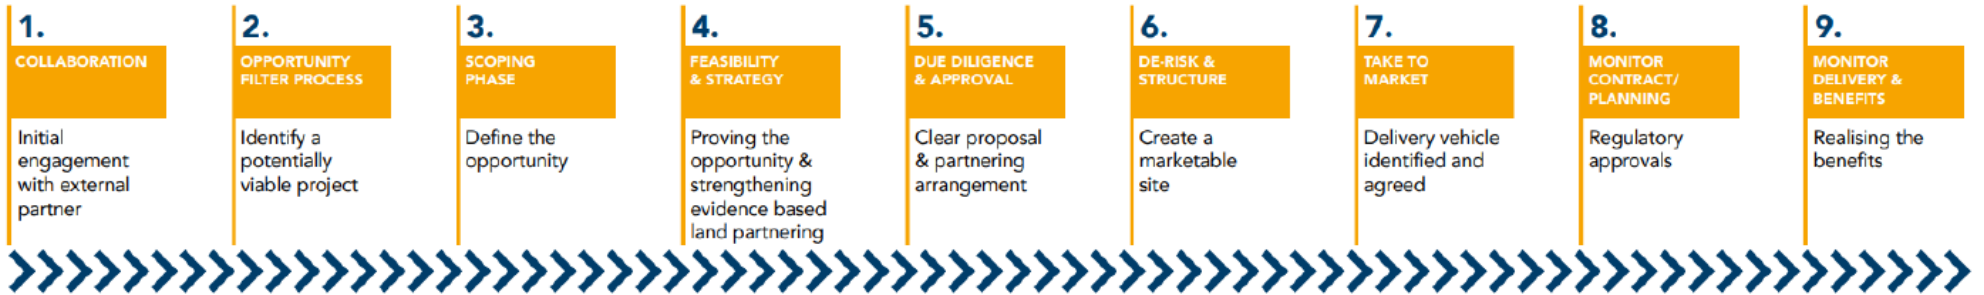 1.
COLLABORATION
Initial
engagement
with external
partner
2.
OPPORTUNITY
FILTER PROCESS
Identify a
potentially
viable project
3.
SCOPING
PHASE
Define the
opportunity
4.
FEASIBILITY
& STRATEGY
Proving the
opportunity &
strengthening
evidence based
land partnering
5.
DUE DILIGENCE
& APPROVAL
Clear proposal
& partnering
arrangement
6.
DE-RISK &
STRUCTURE
Create a
marketable
site
7.
TAKE TO
MARKET
Delivery vehicle
identified and
agreed
8.
MONITOR
CONTRACT/
PLANNING
Regulatory
approvals
9.
MONITOR
DELIVERY &
BENEFITS
Realising the
benefits